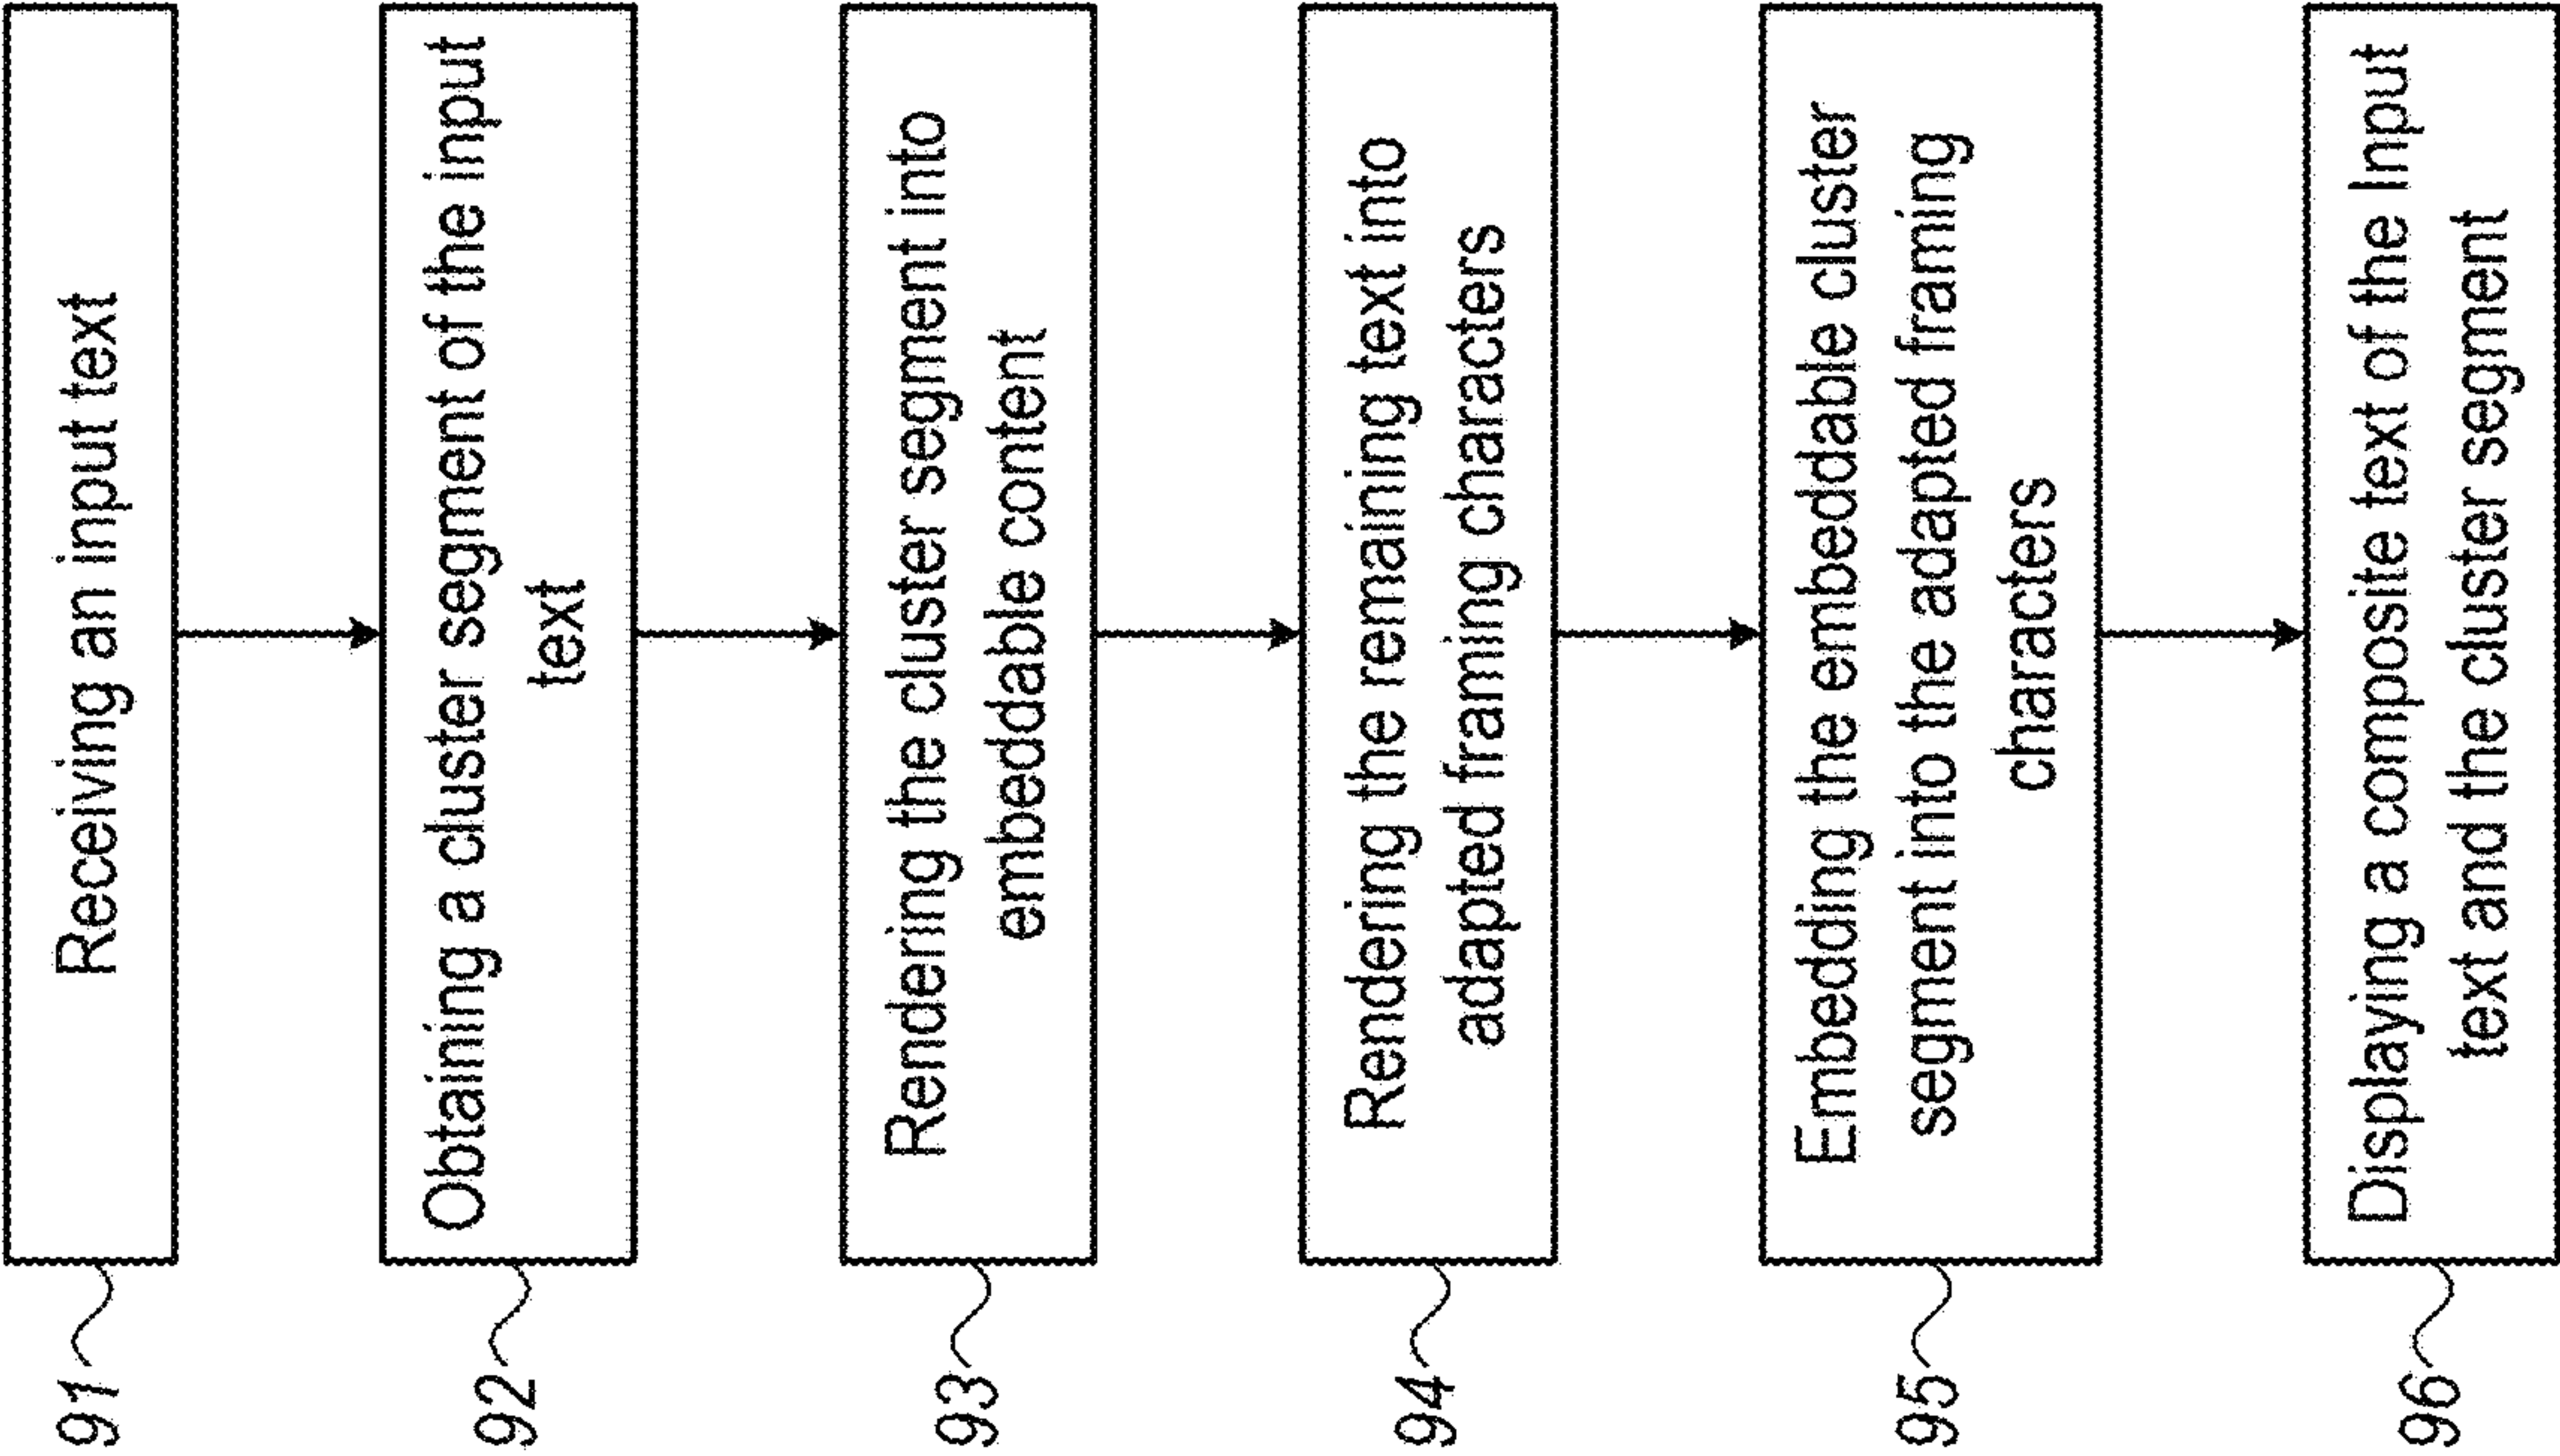 91
Receiving an input text
92
Obtaining a cluster segment of the input
text
93
Rendering the cluster segment into
embeddable content
94
Rendering the remaining text into
adapted framing characters
95
Embedding the embeddable cluster
segment into the adapted framing
characters
96
Displaying a composite text of the Input
text and the cluster segment